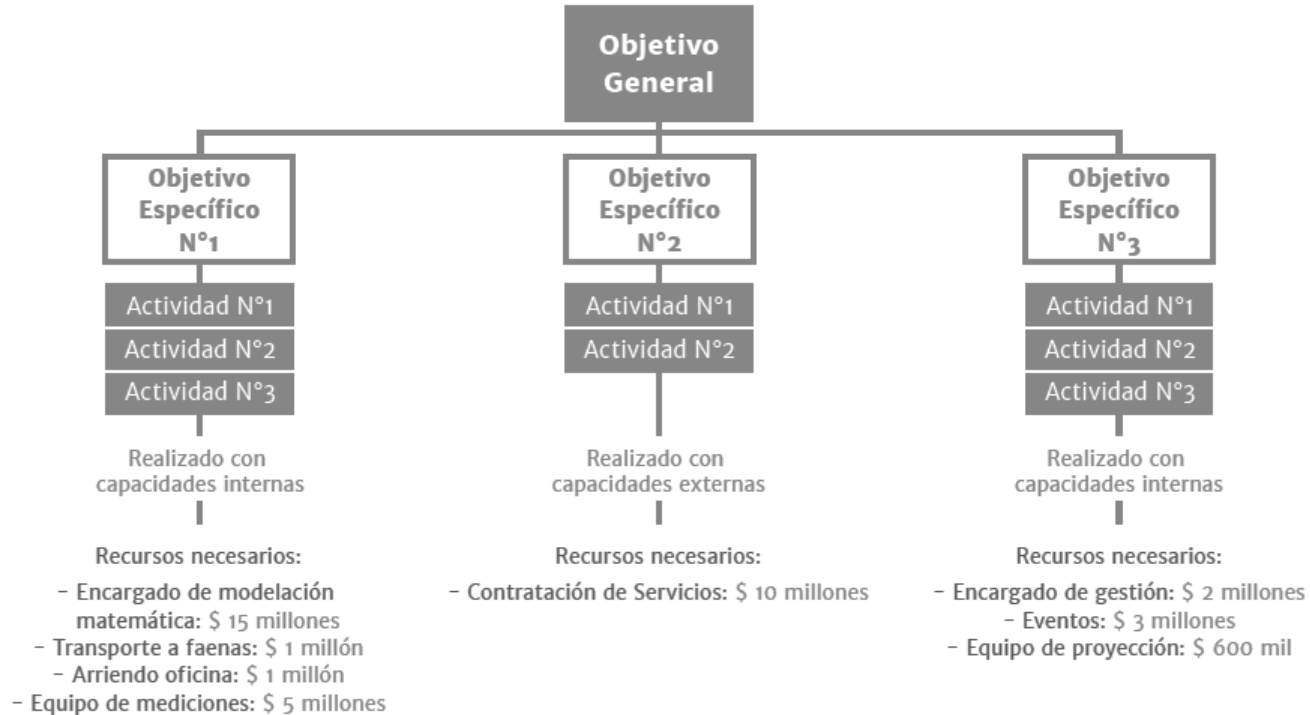 Objetivo
General
Objetivo
Específico
N°1
Actividad N°1
Actividad N°2
Actividad N°3
Realizado con
capacidades internas
Recursos necesarios:
– Encargado de modelación
matemática: $ 15 millones
– Transporte a faenas: $ 1 millón
– Arriendo oficina: $ 1 millón
– Equipo de mediciones: $ 5 millones
Objetivo
Específico
N°2
Actividad N°1
Actividad N°2
Realizado con
capacidades externas
Recursos necesarios:
– Contratación de Servicios: $ 10 millones
Objetivo
Específico
N°3
Actividad N°1
Actividad N°2
Actividad N°3
Realizado con
capacidades internas
Recursos necesarios:
– Encargado de gestión: $ 2 millones
– Eventos: $ 3 millones
– Equipo de proyección: $ 600 mil